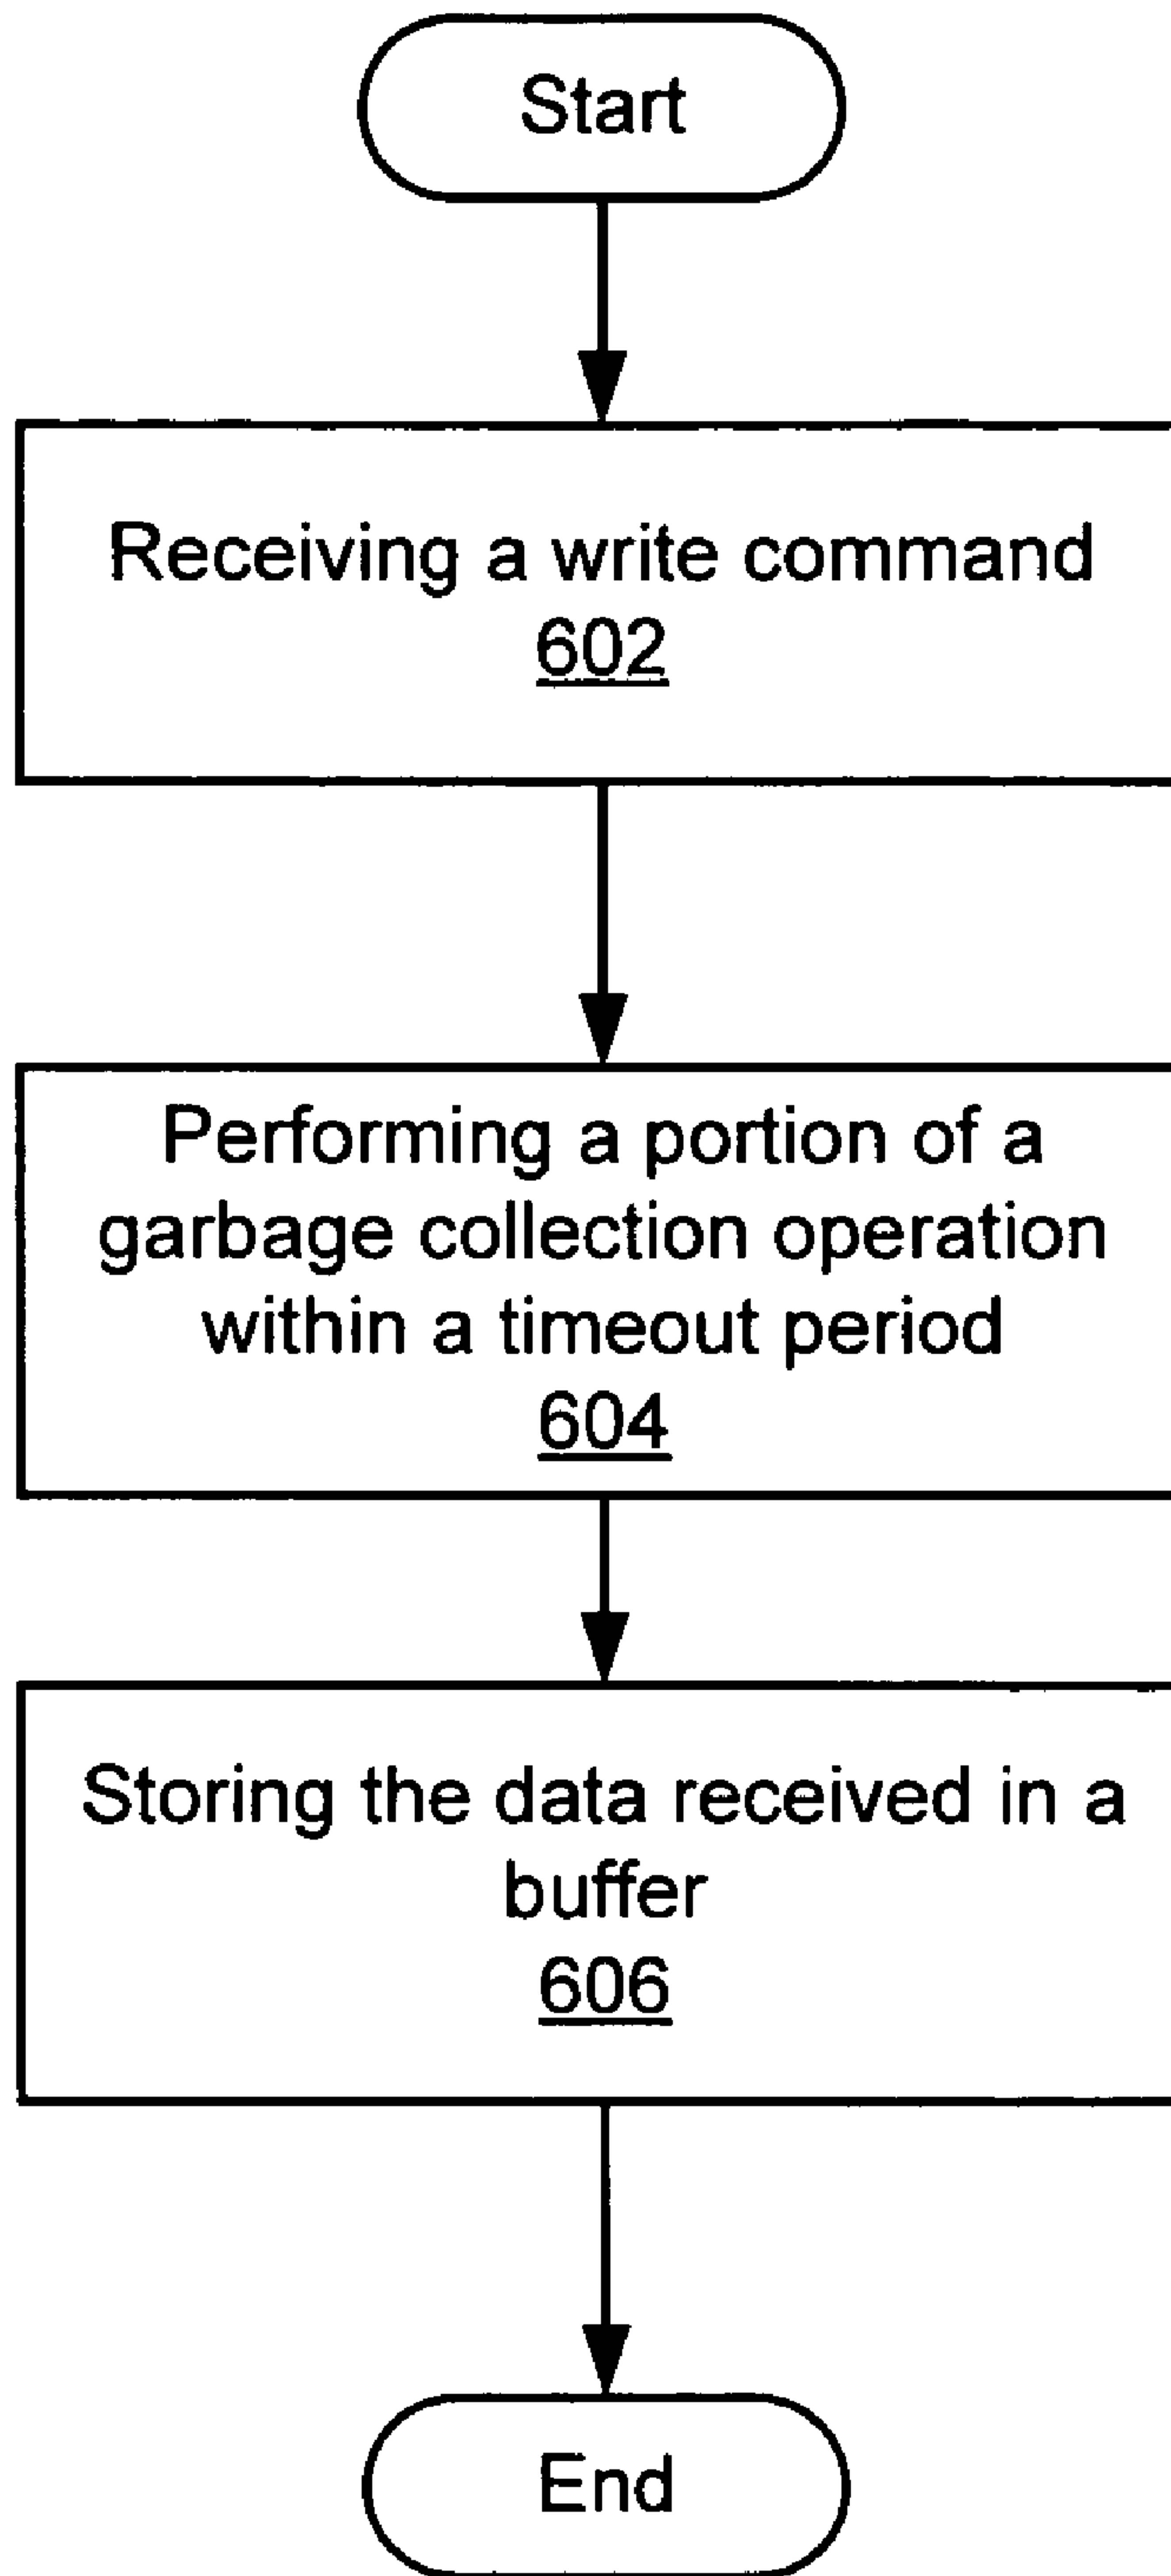 Start
Receiving a write command
602
Performing a portion of a
garbage collection operation
within a timeout period
604
Storing the data received in a
buffer
606
End